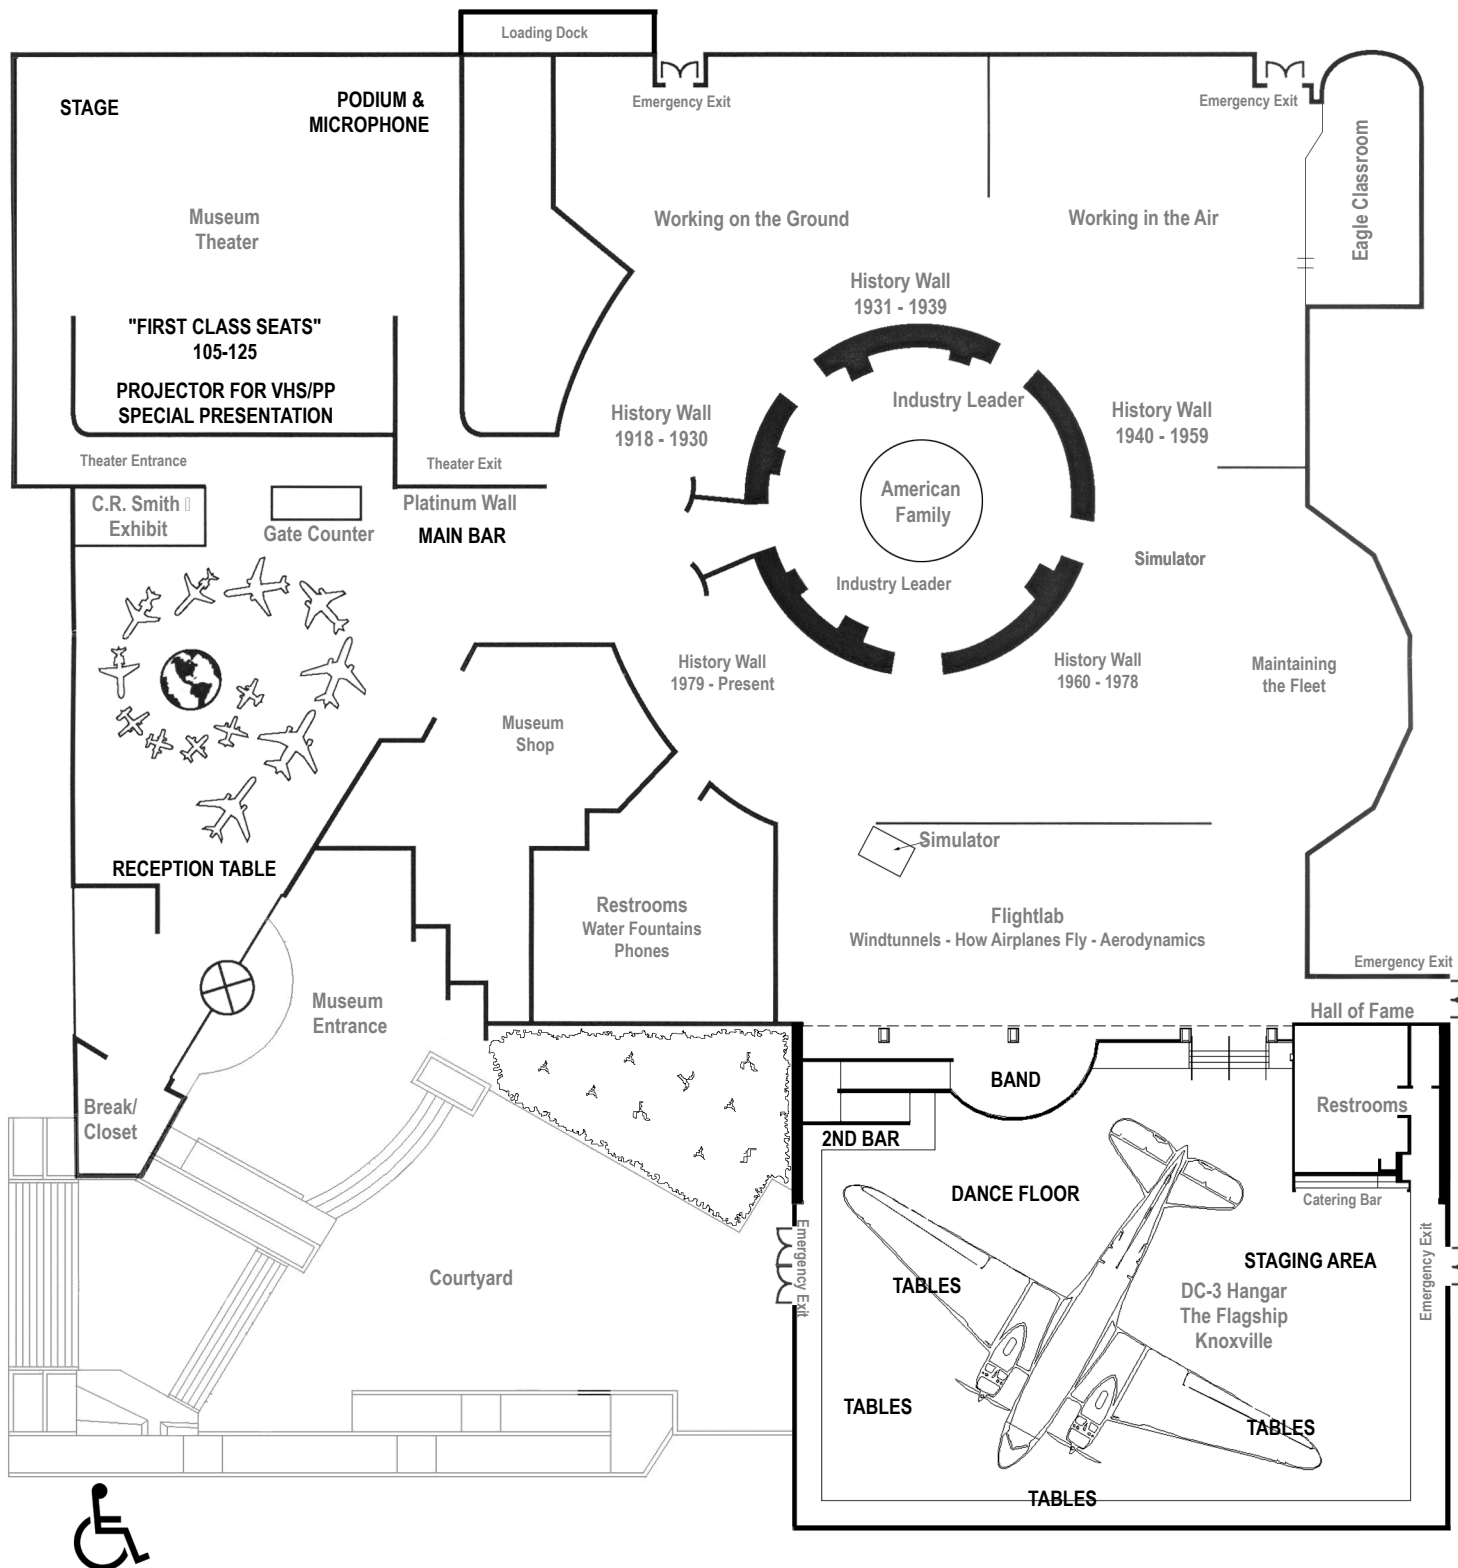 Loading Dock
STAGE
PODIUM &
MICROPHONE
Emergency Exit
Emergency Exit
Eagle Classroom
Museum
Theater
Working on the Ground
Working in the Air
History Wall
1931 - 1939
"FIRST CLASS SEATS"
105-125
PROJECTOR FOR VHS/PP
SPECIAL PRESENTATION
History Wall
1918 - 1930
Industry Leader
History Wall
1940 - 1959
Theater Entrance
Theater Exit
C.R. Smith
Exhibit
Gate Counter
Platinum Wall
MAIN BAR
American
Family
Industry Leader
Simulator
History Wall
1979 - Present
History Wall
1960 - 1978
Maintaining
the Fleet
Museum
Shop
Simulator
RECEPTION TABLE
Restrooms
Water Fountains
Phones
Flightlab
Windtunnels - How Airplanes Fly - Aerodynamics
Emergency Exit
Museum
Entrance
Hall of Fame
BAND
Break/
Closet
Restrooms
2ND BAR
DANCE FLOOR
Catering Bar
Emergency Exit
Courtyard
STAGING AREA
Emergency Exit
TABLES
DC-3 Hangar
The Flagship
Knoxville
TABLES
TABLES
TABLES